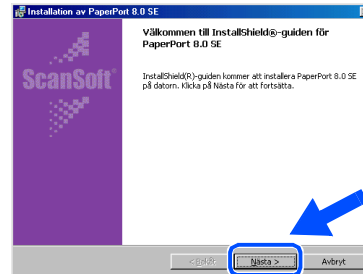 Installation av PaperPort 8.0 SE
Välkommen till InstallShield®-guiden för
PaperPort 8.0 SE
ScanSoft
InstallShield(R)-guiden kommer att installera PaperPort 8.0 SE
på datorn. Klicka på Nästa för att fortsätta.
< Bakåt
Nästa >
Avbryt